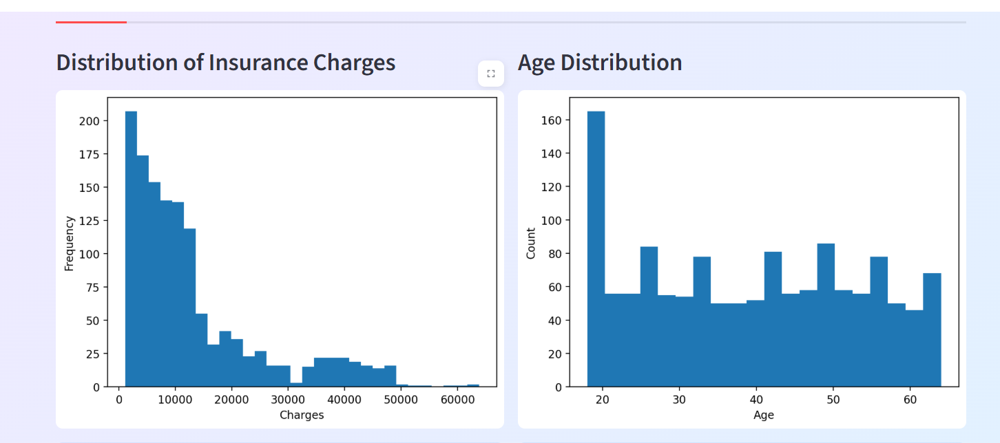 Distribution of Insurance Charges
200
175
150
125
100
75
50
25
0
Frequency
0 10000 20000 30000 40000 50000 60000
Charges
Age Distribution
160
140
120
100
80
60
40
20
0
Count
20 30 40 50 60
Age